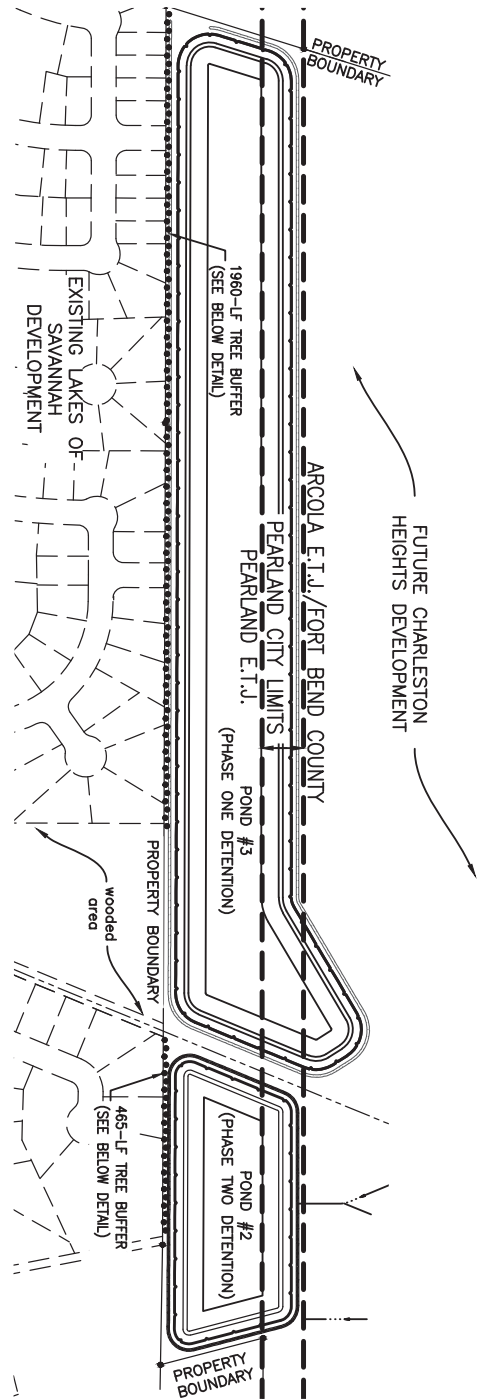 PROPERTY
BOUNDARY
1960-LF TREE BUFFER
(SEE BELOW DETAIL)
EXISTING LAKES OF
SAVANNAH
DEVELOPMENT
FUTURE CHARLESTON
HEIGHTS DEVELOPMENT
ARCOLA E.T.J./FORT BEND COUNTY
PEARLAND CITY LIMITS
PEARLAND E.T.J.
POND #3
(PHASE ONE DETENTION)
PROPERTY BOUNDARY
wooded
area
465-LF TREE BUFFER
(SEE BELOW DETAIL)
POND #2
(PHASE TWO DETENTION)
PROPERTY
BOUNDARY